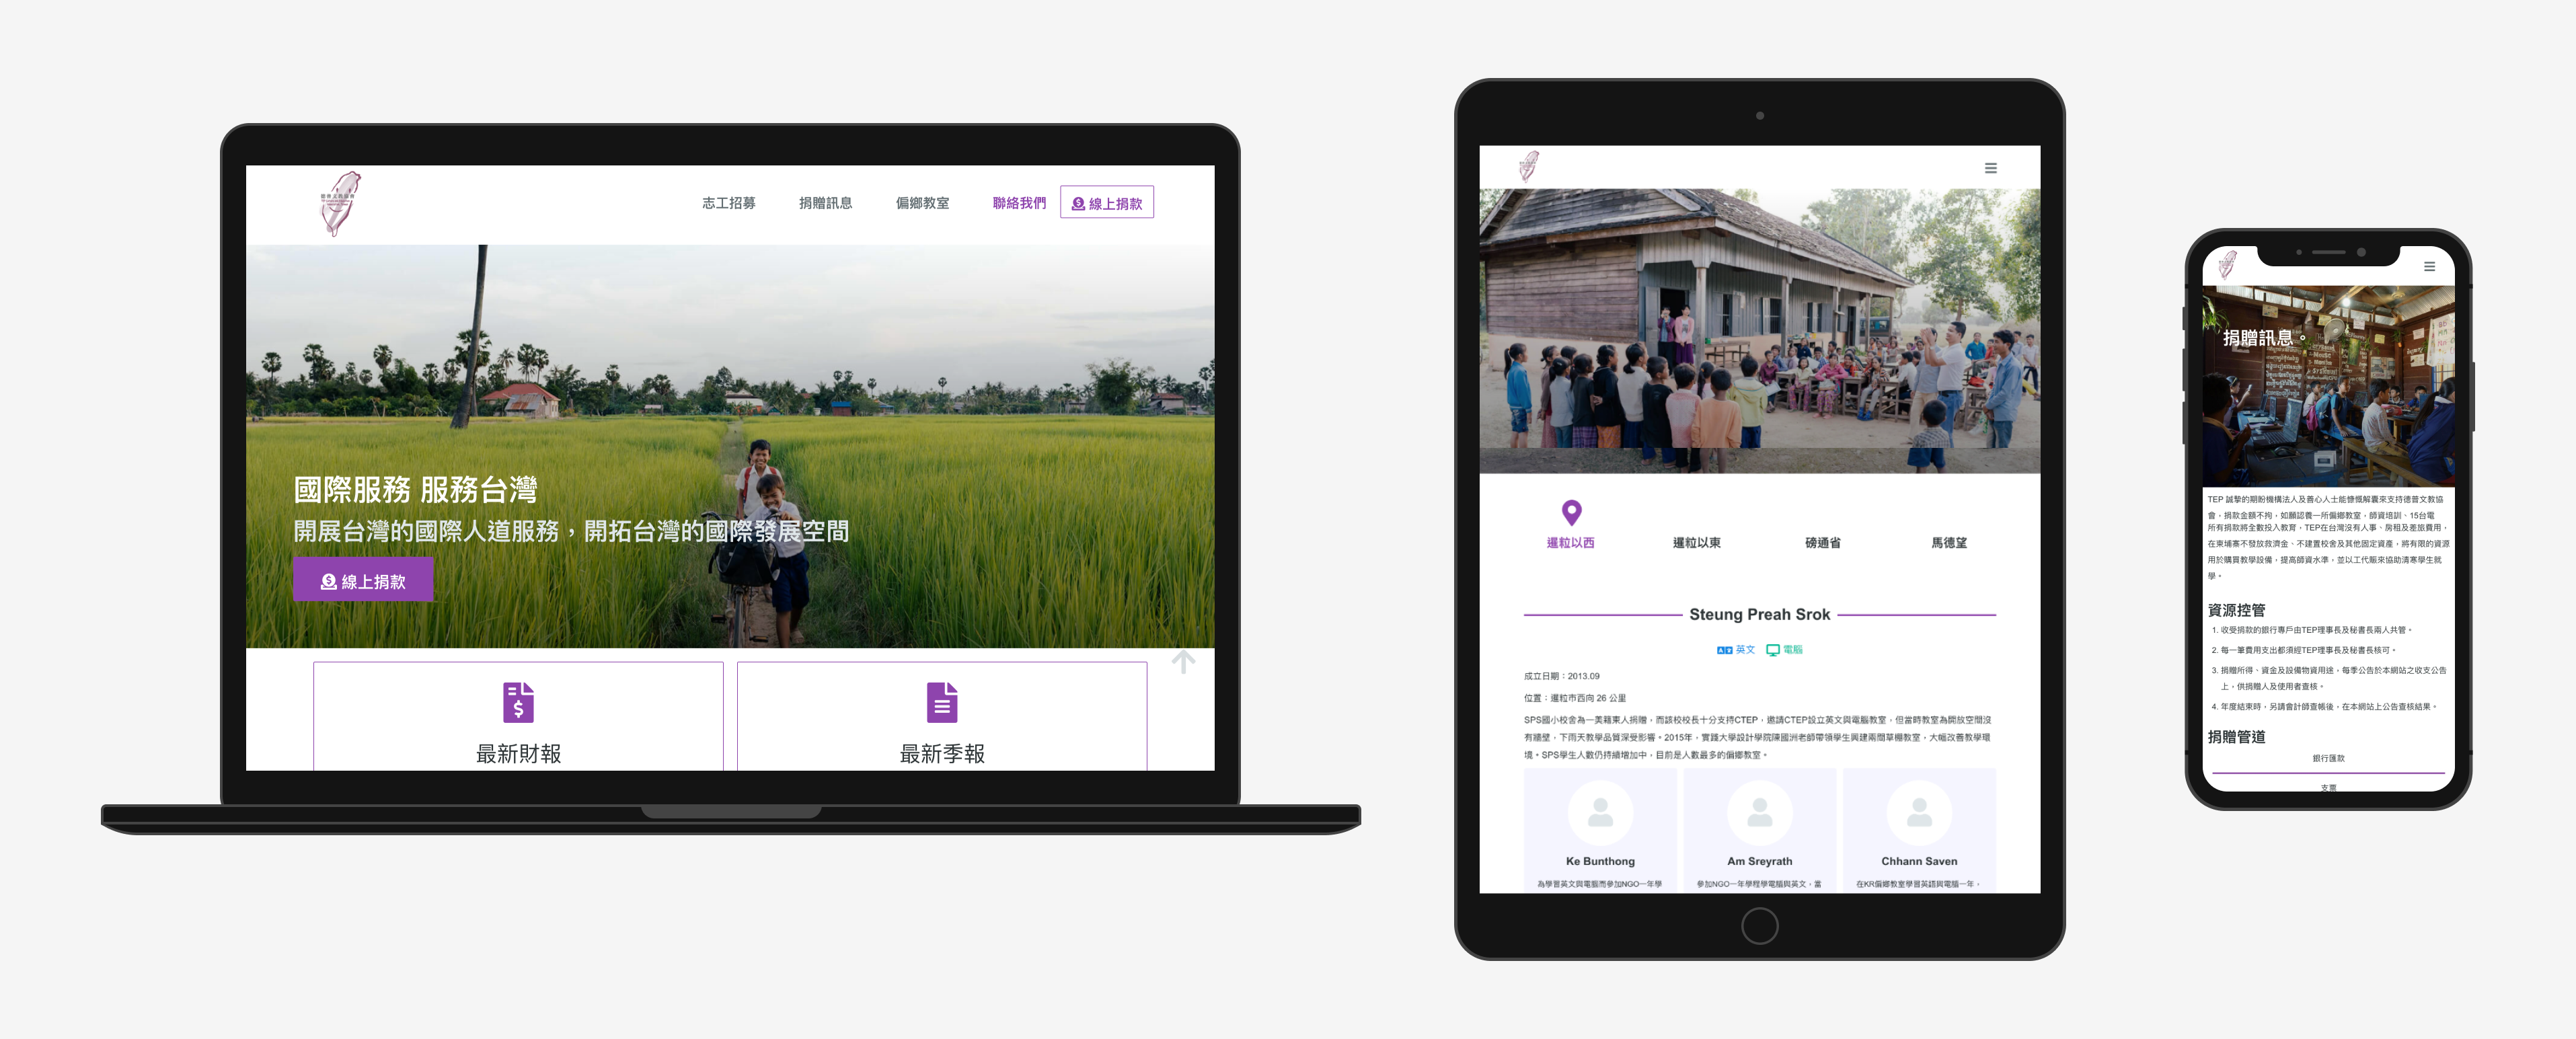 志工招募
捐贈訊息
偏鄉教室
聯絡我們
線上捐款
國際服務 服務台灣
開展台灣的國際人道服務，開拓台灣的國際發展空間
線上捐款
最新財報
最新季報
暹粒以西
暹粒以東
磅通省
馬德望
Steung Preah Srok
英文
電腦
成立日期：2013.09
位置：暹粒市西向 26 公里
SPS國小校舍為一美籍東人捐贈，而該校校長十分支持CTEP，邀請CTEP設立英文與電腦教室，但當時教室為開放空間沒
有牆壁，下雨天教學品質深受影響。2015年，實踐大學設計學院陳國洲老師帶領學生興建兩間草棚教室，大幅改善教學環
境。SPS學生人數仍持續增加中，目前是人數最多的偏鄉教室。
Ke Bunthong
Am Sreyrath
Chhann Saven
為學習英文與電腦而參加NGO一年學
參加NGO一年學程學電腦與英文，當
在KR偏鄉教室學習英語與電腦一年，
捐贈訊息。
TEP 誠摯的期盼機構法人及善心人士能慷慨解囊來支持德普文教協
會，捐款金額不拘，如願認養一所偏鄉教室，師資培訓、15台電
所有捐款將全數投入教育，TEP在台灣沒有人事、房租及差旅費用，
在柬埔寨不發放救濟金、不建置校舍及其他固定資產，將有限的資源
用於購買教學設備，提高師資水準，並以工代賑來協助清寒學生就
學。
資源控管
1. 收受捐款的銀行專戶由TEP理事長及秘書長兩人共管。
2. 每一筆費用支出都須經TEP理事長及秘書長核可。
3. 捐贈所得、資金及設備物資用途，每季公告於本網站之收支公告
上，供捐贈人及使用者查核。
4. 年度結束時，另請會計師查帳後，在本網站上公告查核結果。
捐贈管道
銀行匯款
支票